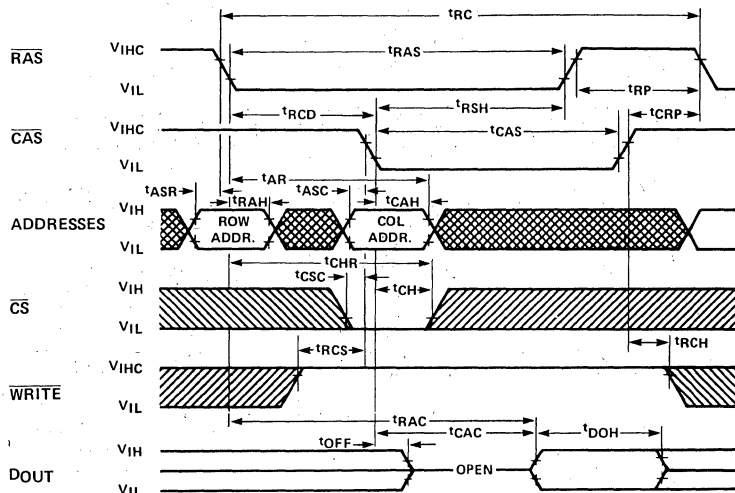 tRC
RAS
VIHC
VIL
tRAS
tRP
tRCD
tRSH
tCRP
CAS
VIHC
VIL
tCAS
tAR
tASR
tRAH
tASC
tCAH
ADDRESSES
VIH
VIL
ROW
ADDR.
COL
ADDR.
tCHR
tCSC
tCH
CS
VIH
VIL
tRCS
tRCH
WRITE
VIHC
VIL
tRAC
tOFF
tCAC
tDOH
DOUT
VIH
VIL
OPEN